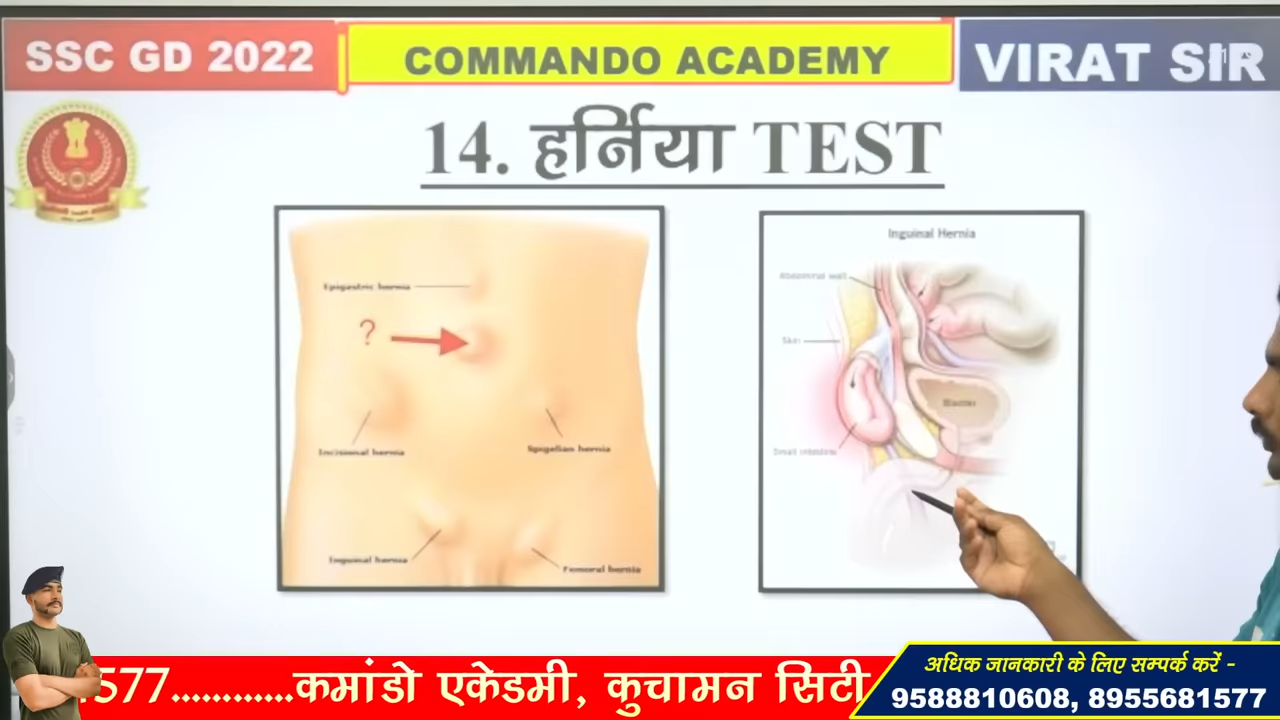 SSC GD 2022
COMMANDO ACADEMY
VIRAT SIR
14. हर्निया TEST
Epigastric hernia
?
Incisional hernia
Spigelian hernia
Inguinal hernia
Femoral hernia
Inguinal Hernia
Abdominal wall
Skin
Bladder
Small intestine
577............कमांडो एकेडमी, कुचामन सिटी
अधिक जानकारी के लिए सम्पर्क करें -
9588810608, 8955681577